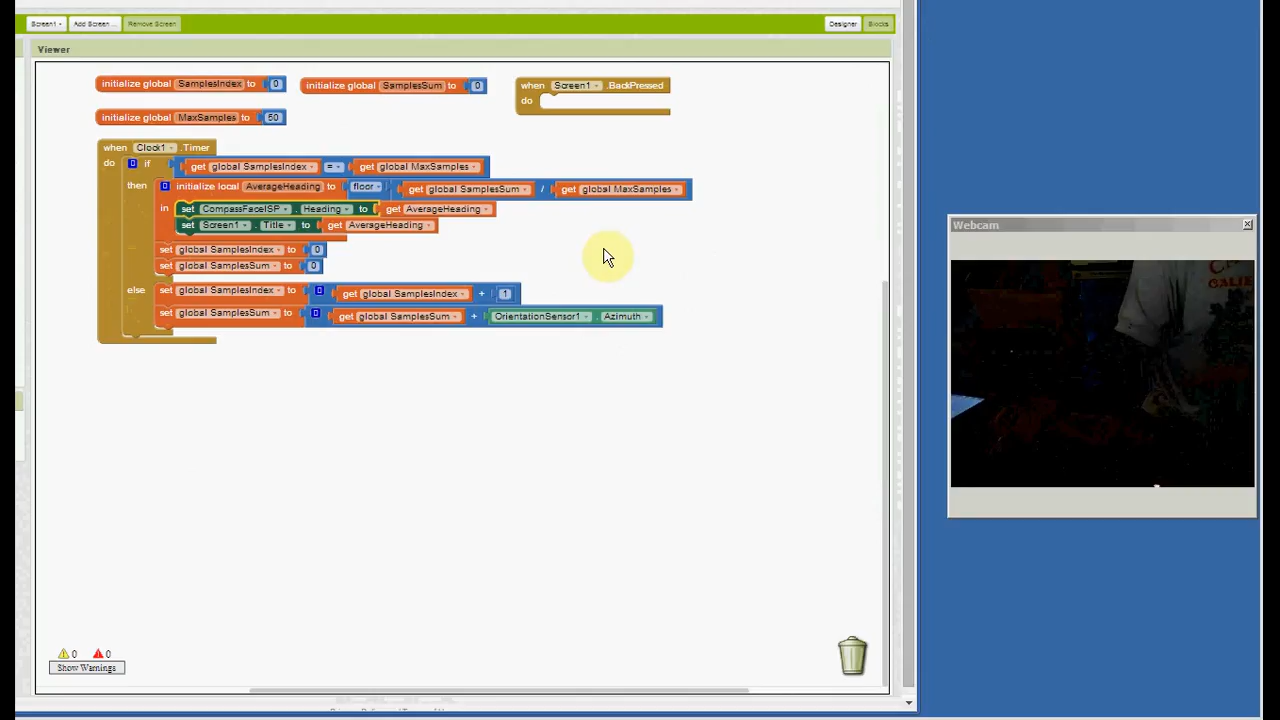 Screen1 Add Screen ... Remove Screen Designer Blocks
Viewer
initialize global SamplesIndex to 0
initialize global SamplesSum to 0
when Screen1 .BackPressed
do
initialize global MaxSamples to 50
when Clock1 .Timer
do if get global SamplesIndex = get global MaxSamples
then initialize local AverageHeading to floor get global SamplesSum / get global MaxSamples
in set CompassFaceISP . Heading to get AverageHeading
set Screen1 . Title to get AverageHeading
set global SamplesIndex to 0
set global SamplesSum to 0
else set global SamplesIndex to get global SamplesIndex + 1
set global SamplesSum to get global SamplesSum + OrientationSensor1 . Azimuth
Webcam
0 0
Show Warnings